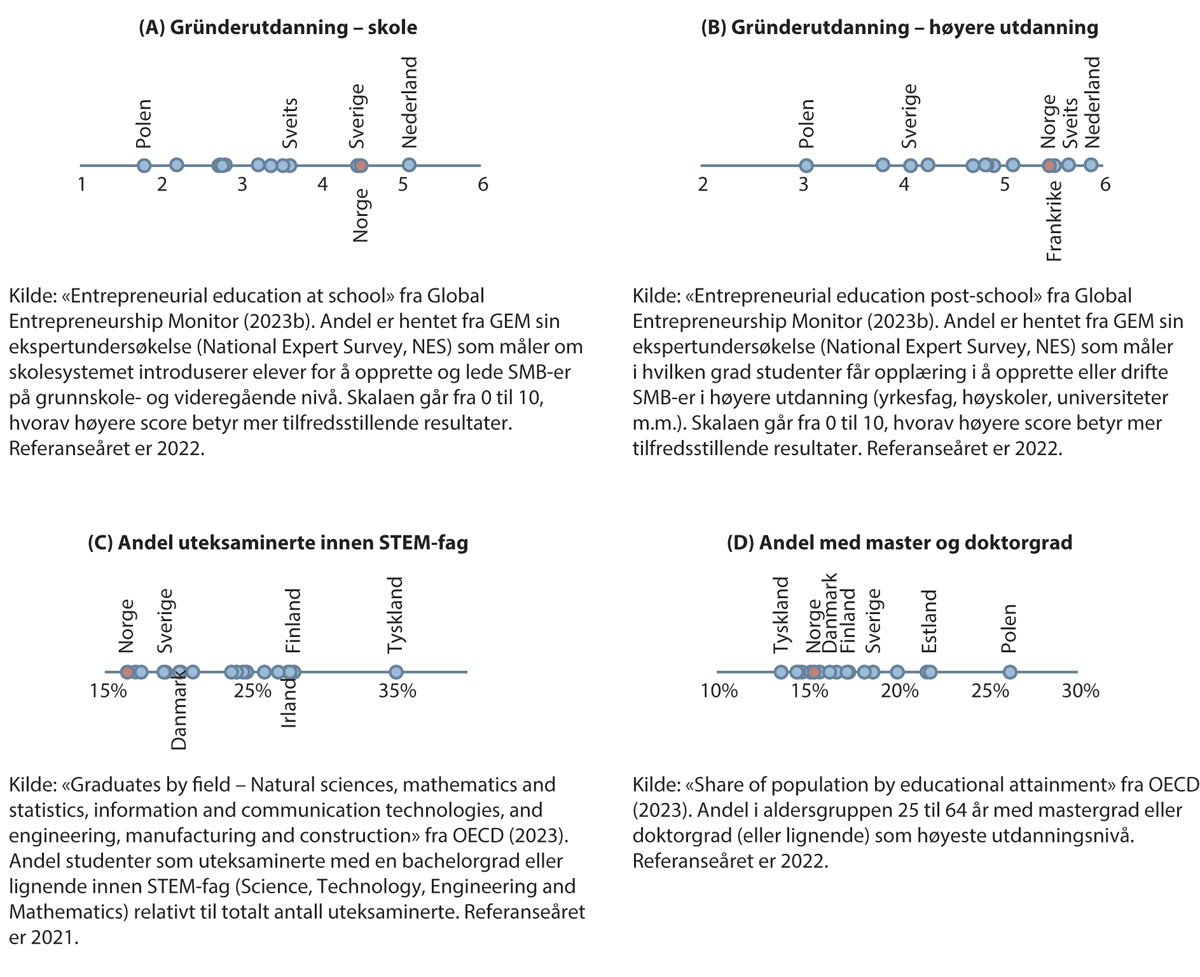 (A) Gründerutdanning – skole
Polen
Sveits
Sverige
Nederland
1 2 3 4 5 6
Norge
Kilde: «Entrepreneurial education at school» fra Global
Entrepreneurship Monitor (2023b). Andel er hentet fra GEM sin
ekspertundersøkelse (National Expert Survey, NES) som måler om
skolesystemet introduserer elever for å opprette og lede SMB-er
på grunnskole- og videregående nivå. Skalaen går fra 0 til 10,
hvorav høyere score betyr mer tilfredsstillende resultater.
Referanseåret er 2022.
(B) Gründerutdanning – høyere utdanning
Polen
Sverige
Norge
Sveits
Nederland
2 3 4 5 6
Frankrike
Kilde: «Entrepreneurial education post-school» fra Global
Entrepreneurship Monitor (2023b). Andel er hentet fra GEM sin
ekspertundersøkelse (National Expert Survey, NES) som måler
i hvilken grad studenter får opplæring i å opprette eller drifte
SMB-er i høyere utdanning (yrkesfag, høyskoler, universiteter
m.m.). Skalaen går fra 0 til 10, hvorav høyere score betyr mer
tilfredsstillende resultater. Referanseåret er 2022.
(C) Andel uteksaminerte innen STEM-fag
Norge
Sverige
Finland
Tyskland
15% 25% 35%
Danmark
Irland
Kilde: «Graduates by field – Natural sciences, mathematics and
statistics, information and communication technologies, and
engineering, manufacturing and construction» fra OECD (2023).
Andel studenter som uteksaminerte med en bachelorgrad eller
lignende innen STEM-fag (Science, Technology, Engineering and
Mathematics) relativt til totalt antall uteksaminerte. Referanseåret
er 2021.
(D) Andel med master og doktorgrad
Tyskland
Norge
Danmark
Finland
Sverige
Estland
Polen
10% 15% 20% 25% 30%
Kilde: «Share of population by educational attainment» fra OECD
(2023). Andel i aldersgruppen 25 til 64 år med mastergrad eller
doktorgrad (eller lignende) som høyeste utdanningsnivå.
Referanseåret er 2022.